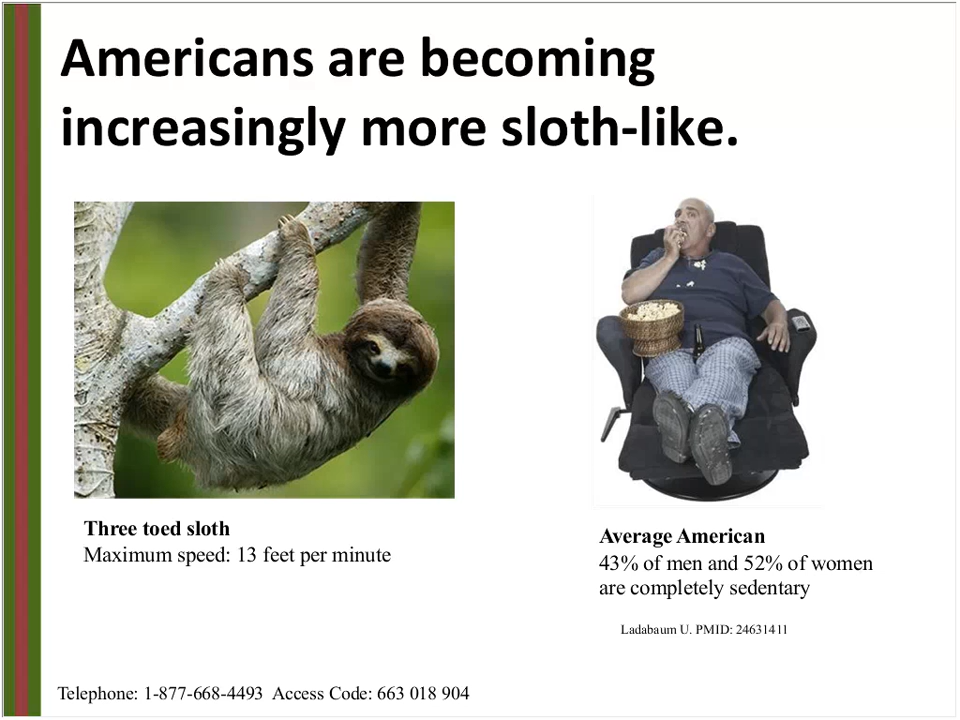 Americans are becoming
increasingly more sloth-like.
Three toed sloth
Maximum speed: 13 feet per minute
Average American
43% of men and 52% of women
are completely sedentary
Ladabaum U. PMID: 24631411
Telephone: 1-877-668-4493 Access Code: 663 018 904